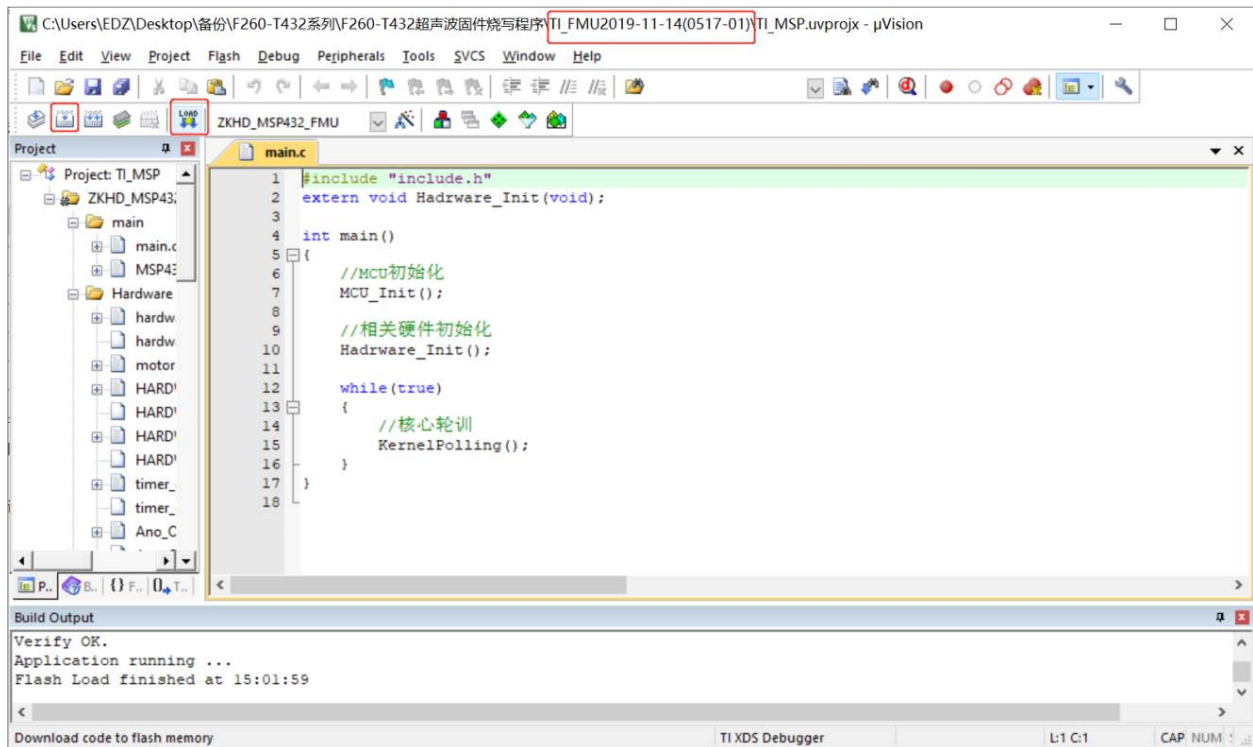 C:\Users\EDZ\Desktop\备份\F260-T432系列\F260-T432超声波固件烧写程序\TI_FMU2019-11-14(0517-01)\TI_MSP.uvprojx - µVision
File Edit View Project Flash Debug Peripherals Tools SVCS Window Help
LOAD ZKHD_MSP432_FMU
Project
main.c
Project: TI_MSP
ZKHD_MSP43
main
main.c
MSP43
Hardware
hardw
hardw
motor
HARD
HARD
HARD
HARD
timer_
timer_
Ano_C
1 #include "include.h"
2 extern void Hadrware_Init(void);
3
4 int main()
5 {
6 //MCU初始化
7 MCU_Init();
8
9 //相关硬件初始化
10 Hadrware_Init();
11
12 while(true)
13 {
14 //核心轮训
15 KernelPolling();
16 }
17 }
18
P.. B.. {} F.. 0 T..
Build Output
Verify OK.
Application running ...
Flash Load finished at 15:01:59
Download code to flash memory TI XDS Debugger L:1 C:1 CAP NUM